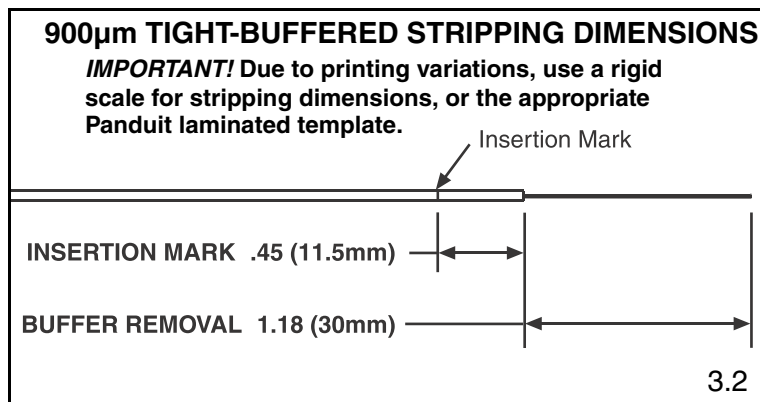 900µm TIGHT-BUFFERED STRIPPING DIMENSIONS
IMPORTANT! Due to printing variations, use a rigid
scale for stripping dimensions, or the appropriate
Panduit laminated template.
Insertion Mark
INSERTION MARK .45 (11.5mm)
BUFFER REMOVAL 1.18 (30mm)
3.2